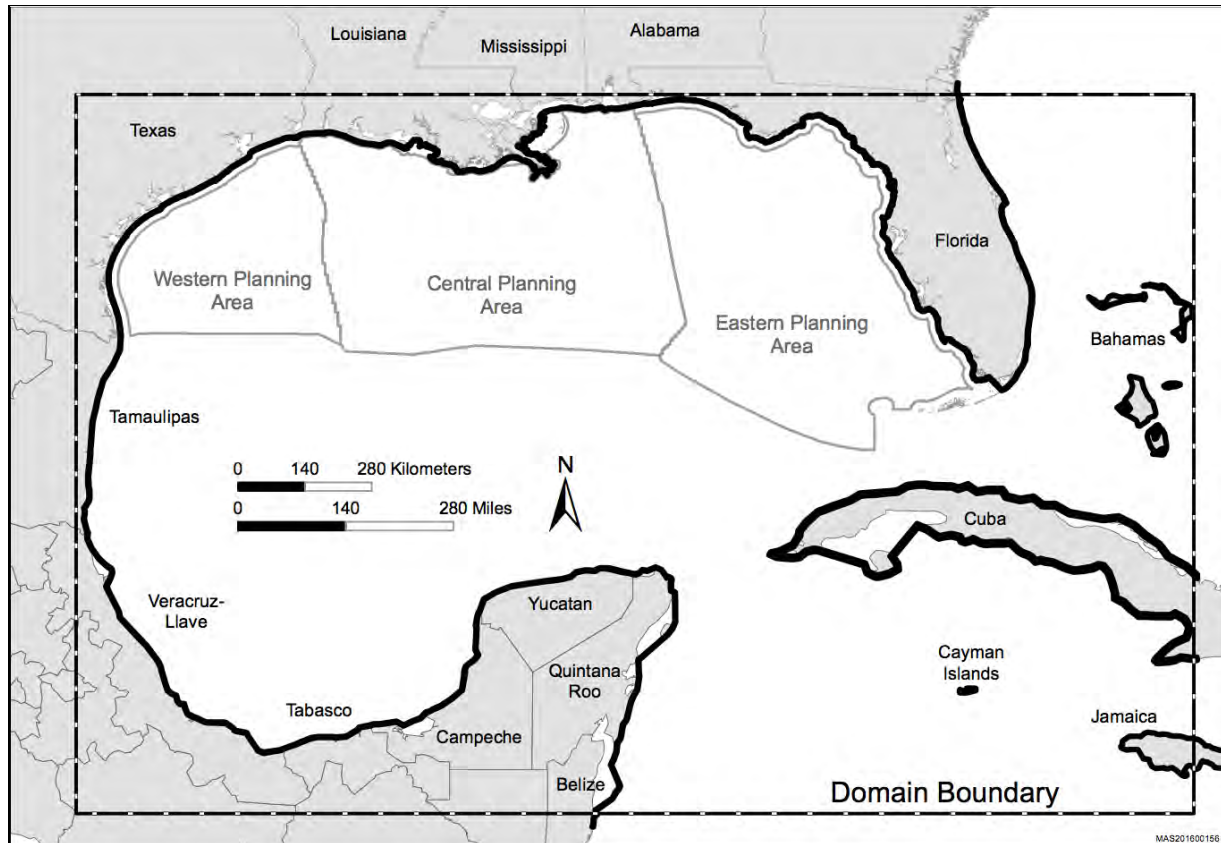 Louisiana
Mississippi
Alabama
Texas
Florida
Western Planning
Area
Central Planning
Area
Eastern Planning
Area
Bahamas
Tamaulipas
0 140 280 Kilometers
0 140 280 Miles
N
Cuba
Veracruz-
Llave
Yucatan
Quintana
Roo
Cayman
Islands
Tabasco
Campeche
Jamaica
Belize
Domain Boundary
MAS201600156